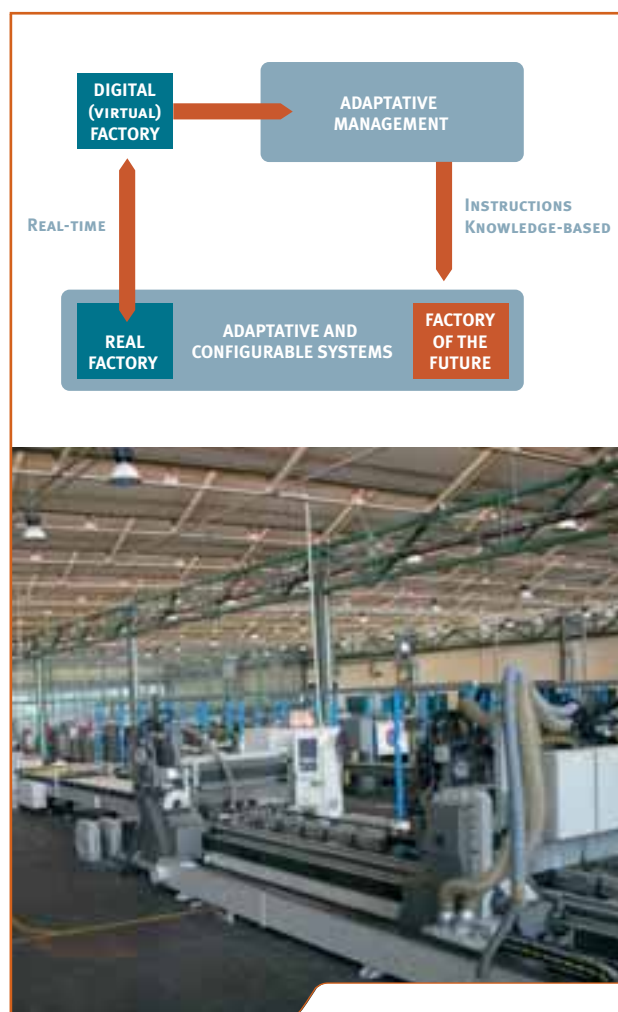 DIGITAL
(VIRTUAL)
FACTORY
ADAPTATIVE
MANAGEMENT
REAL-TIME
INSTRUCTIONS
KNOWLEDGE-BASED
REAL
FACTORY
ADAPTATIVE AND
CONFIGURABLE SYSTEMS
FACTORY
OF THE
FUTURE